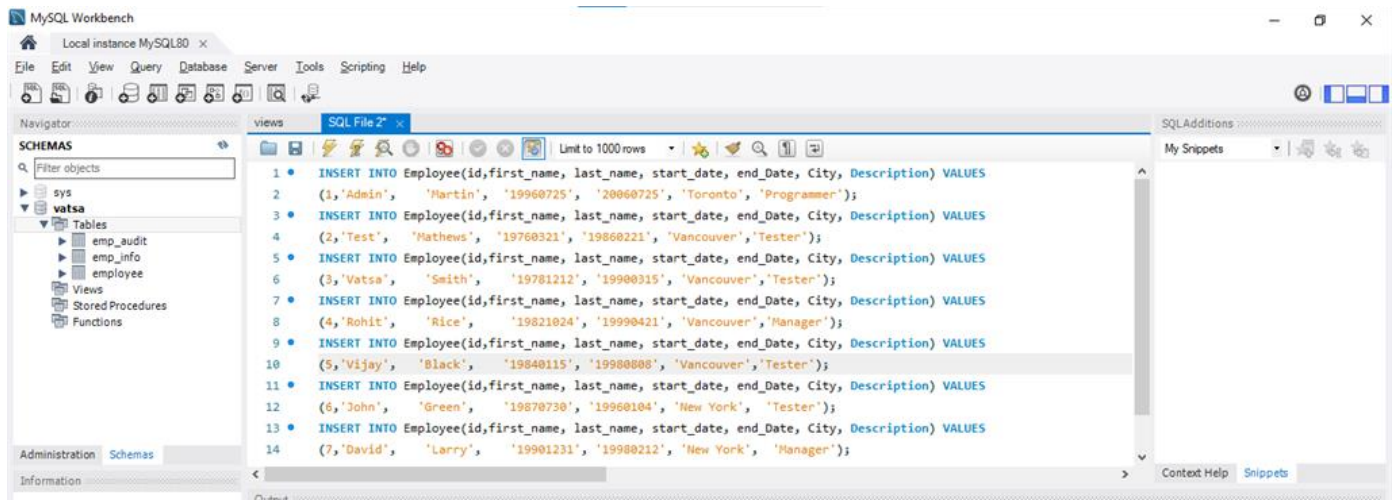 MySQL Workbench
Local instance MySQL80
File Edit View Query Database Server Tools Scripting Help
Navigator
SCHEMAS
Filter objects
sys
vatsa
Tables
emp_audit
emp_info
employee
Views
Stored Procedures
Functions
Administration Schemas
Information
views SQL File 2*
Limit to 1000 rows
1 INSERT INTO Employee(id,first_name, last_name, start_date, end_Date, City, Description) VALUES
2 (1,'Admin', 'Martin', '19960725', '20060725', 'Toronto', 'Programmer');
3 INSERT INTO Employee(id,first_name, last_name, start_date, end_Date, City, Description) VALUES
4 (2,'Test', 'Mathews', '19760321', '19860221', 'Vancouver','Tester');
5 INSERT INTO Employee(id,first_name, last_name, start_date, end_Date, City, Description) VALUES
6 (3,'Vatsa', 'Smith', '19781212', '19900315', 'Vancouver','Tester');
7 INSERT INTO Employee(id,first_name, last_name, start_date, end_Date, City, Description) VALUES
8 (4,'Rohit', 'Rice', '19821024', '19990421', 'Vancouver','Manager');
9 INSERT INTO Employee(id,first_name, last_name, start_date, end_Date, City, Description) VALUES
10 (5,'Vijay', 'Black', '19840115', '19980808', 'Vancouver','Tester');
11 INSERT INTO Employee(id,first_name, last_name, start_date, end_Date, City, Description) VALUES
12 (6,'John', 'Green', '19870730', '19960104', 'New York', 'Tester');
13 INSERT INTO Employee(id,first_name, last_name, start_date, end_Date, City, Description) VALUES
14 (7,'David', 'Larry', '19901231', '19980212', 'New York', 'Manager');
SQLAdditions
My Snippets
Context Help Snippets
Output